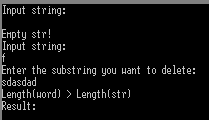 Input string:
Empty str!
Input string:
f
Enter the substring you want to delete:
sdasdad
Length(word) > Length(str)
Result: